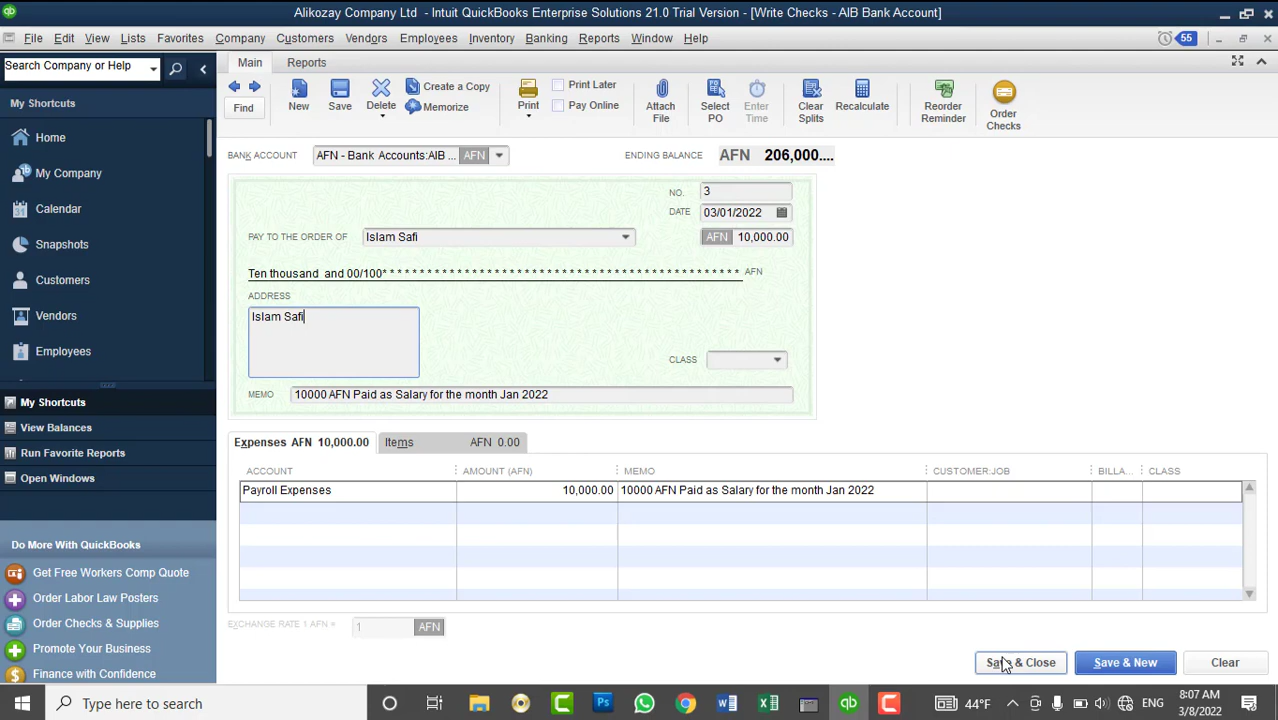 Alikozay Company Ltd - Intuit QuickBooks Enterprise Solutions 21.0 Trial Version - [Write Checks - AIB Bank Account]
File Edit View Lists Favorites Company Customers Vendors Employees Inventory Banking Reports Window Help 55
Search Company or Help
Main Reports
Find New Save Delete Create a Copy Memorize Print Print Later Pay Online Attach File Select PO Enter Time Clear Splits Recalculate Reorder Reminder Order Checks
My Shortcuts
Home
My Company
Calendar
Snapshots
Customers
Vendors
Employees
My Shortcuts
View Balances
Run Favorite Reports
Open Windows
Do More With QuickBooks
Get Free Workers Comp Quote
Order Labor Law Posters
Order Checks & Supplies
Promote Your Business
Finance with Confidence
BANK ACCOUNT AFN - Bank Accounts:AIB ... AFN ENDING BALANCE AFN 206,000....
NO. 3
DATE 03/01/2022
PAY TO THE ORDER OF Islam Safi AFN 10,000.00
Ten thousand and 00/100* * * * * * * * * * * * * * * * * * * * * * * * * * * * * * * * * * * * * * * * * * * * * * * * AFN
ADDRESS
Islam Safi
CLASS
MEMO 10000 AFN Paid as Salary for the month Jan 2022
Expenses AFN 10,000.00 Items AFN 0.00
ACCOUNT AMOUNT (AFN) MEMO CUSTOMER:JOB BILLA... CLASS
Payroll Expenses 10,000.00 10000 AFN Paid as Salary for the month Jan 2022
EXCHANGE RATE 1 AFN = 1 AFN
Save & Close Save & New Clear
Type here to search 44°F ENG 8:07 AM
3/8/2022